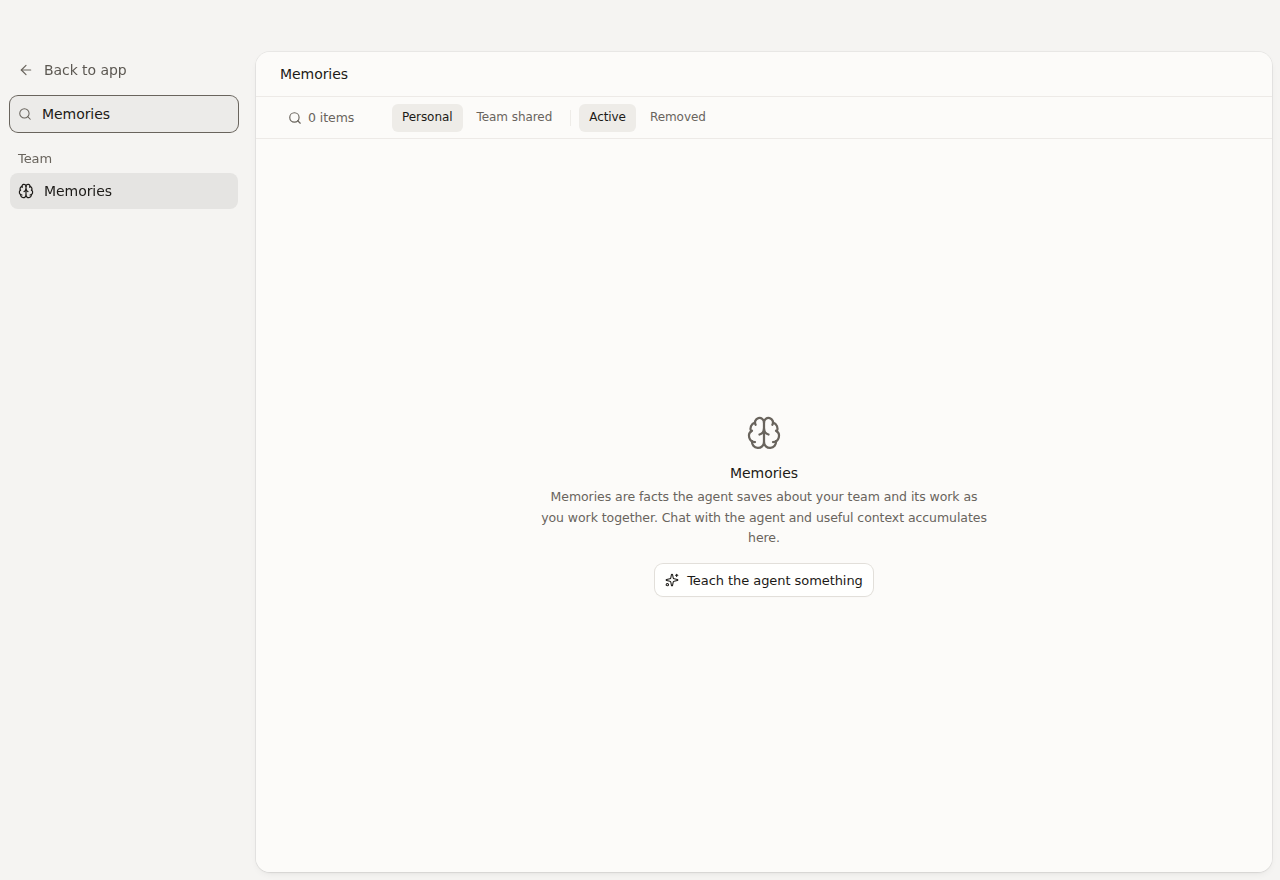 Back to app
Memories
Team
Memories
Memories
0 items
Personal
Team shared
Active
Removed
Memories
Memories are facts the agent saves about your team and its work as
you work together. Chat with the agent and useful context accumulates
here.
Teach the agent something